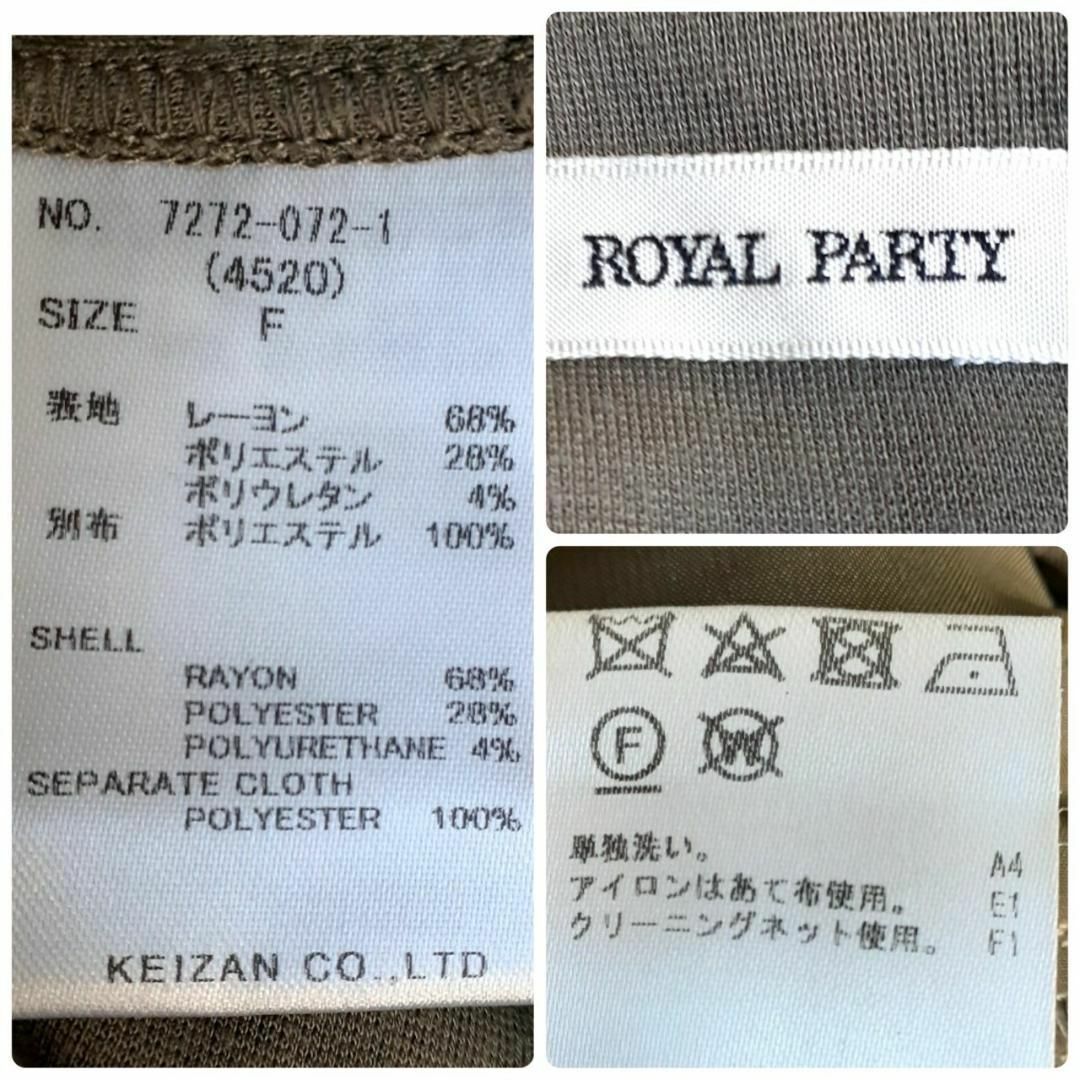 NO. 7272-072-1
(4520)
SIZE F
表地 レーヨン 68%
ポリエステル 28%
ポリウレタン 4%
別布 ポリエステル 100%
SHELL
RAYON 68%
POLYESTER 28%
POLYURETHANE 4%
SEPARATE CLOTH
POLYESTER 100%
KEIZAN CO.,LTD
ROYAL PARTY
F W
単独洗い。 A4
アイロンはあて布使用。 E1
クリーニングネット使用。 F1